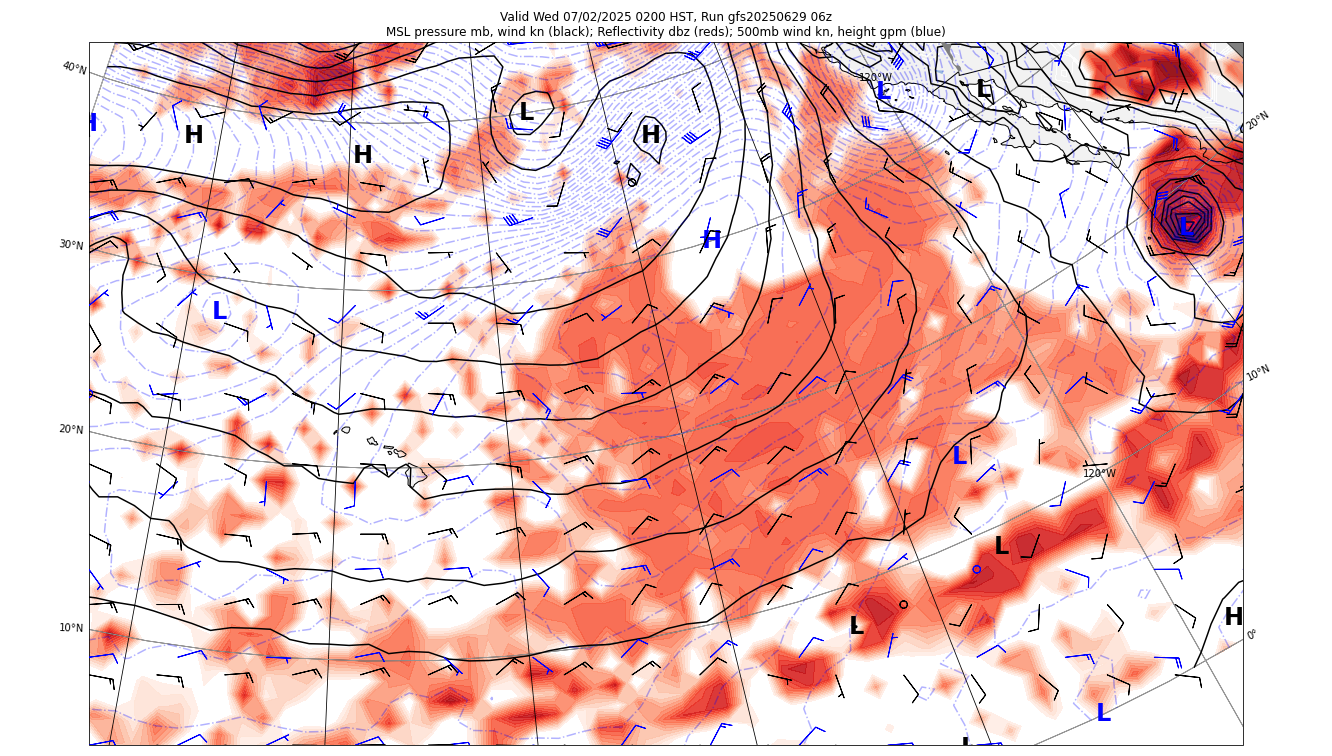 Valid Wed 07/02/2025 0200 HST, Run gfs20250629 06z
MSL pressure mb, wind kn (black); Reflectivity dbz (reds); 500mb wind kn, height gpm (blue)
40°N
120°W
L
L
20°N
H
L
H
H
H
30°N
H
L
L
10°N
20°N
L
120°W
L
10°N
L
H
0°
L
L